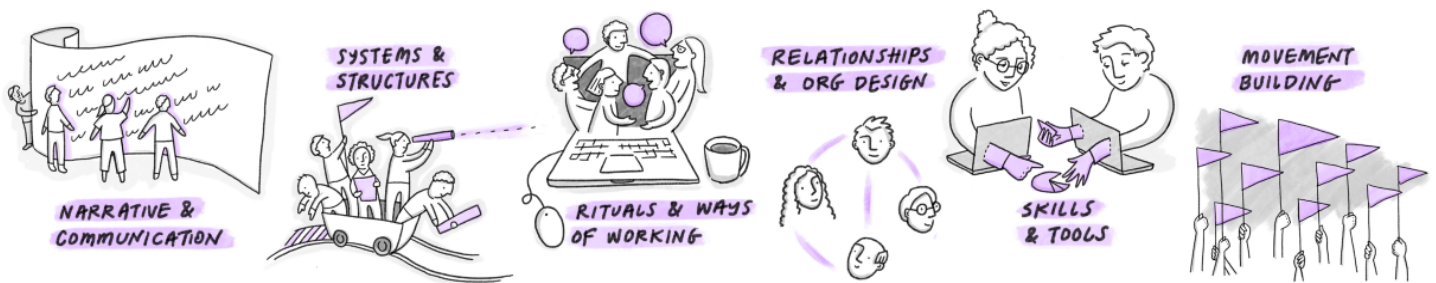 NARRATIVE &
COMMUNICATION
SYSTEMS &
STRUCTURES
RITUALS & WAYS
OF WORKING
RELATIONSHIPS
& ORG DESIGN
SKILLS
& TOOLS
MOVEMENT
BUILDING